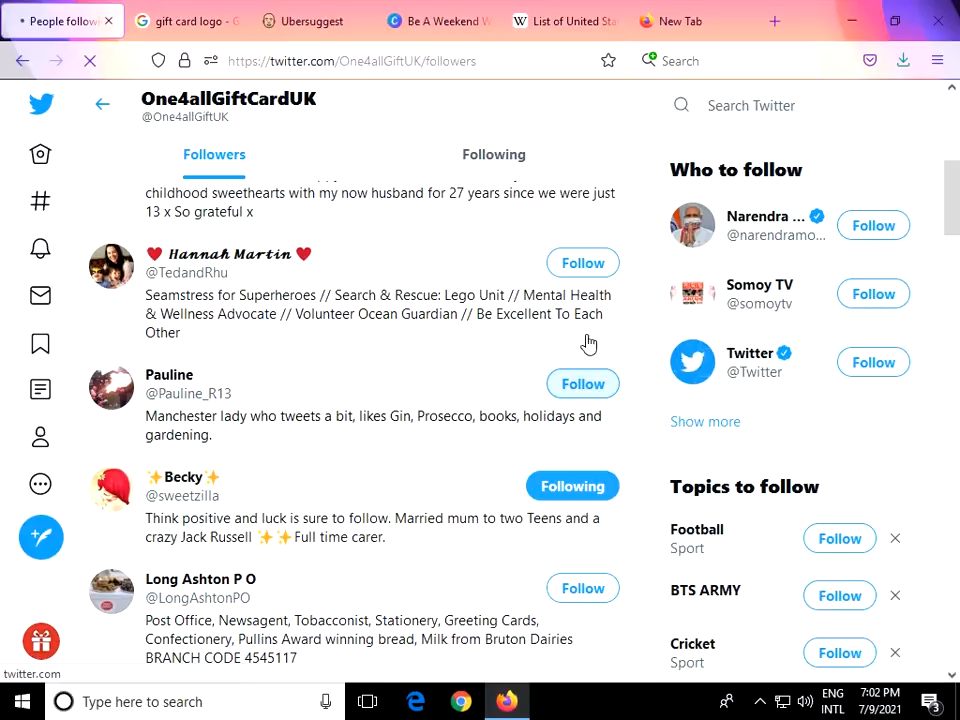 People follow
gift card logo - G
Ubersuggest
Be A Weekend W
List of United Sta
New Tab
https://twitter.com/One4allGiftUK/followers
Search
One4allGiftCardUK
@One4allGiftUK
Search Twitter
Followers
Following
childhood sweethearts with my now husband for 27 years since we were just
13 x So grateful x
❤️ 𝓗𝓪𝓷𝓷𝓪𝓱 𝓜𝓪𝓻𝓽𝓲𝓷 ❤️
@TedandRhu
Follow
Seamstress for Superheroes // Search & Rescue: Lego Unit // Mental Health
& Wellness Advocate // Volunteer Ocean Guardian // Be Excellent To Each
Other
Pauline
@Pauline_R13
Follow
Manchester lady who tweets a bit, likes Gin, Prosecco, books, holidays and
gardening.
✨Becky✨
@sweetzilla
Following
Think positive and luck is sure to follow. Married mum to two Teens and a
crazy Jack Russell ✨✨Full time carer.
Long Ashton P O
@LongAshtonPO
Follow
Post Office, Newsagent, Tobacconist, Stationery, Greeting Cards,
Confectionery, Pullins Award winning bread, Milk from Bruton Dairies
BRANCH CODE 4545117
Who to follow
Narendra ...
@narendramo...
Follow
Somoy TV
@somoytv
Follow
Twitter
@Twitter
Follow
Show more
Topics to follow
Football
Sport
Follow
BTS ARMY
Follow
Cricket
Sport
Follow
twitter.com
Type here to search
ENG
INTL
7:02 PM
7/9/2021
3